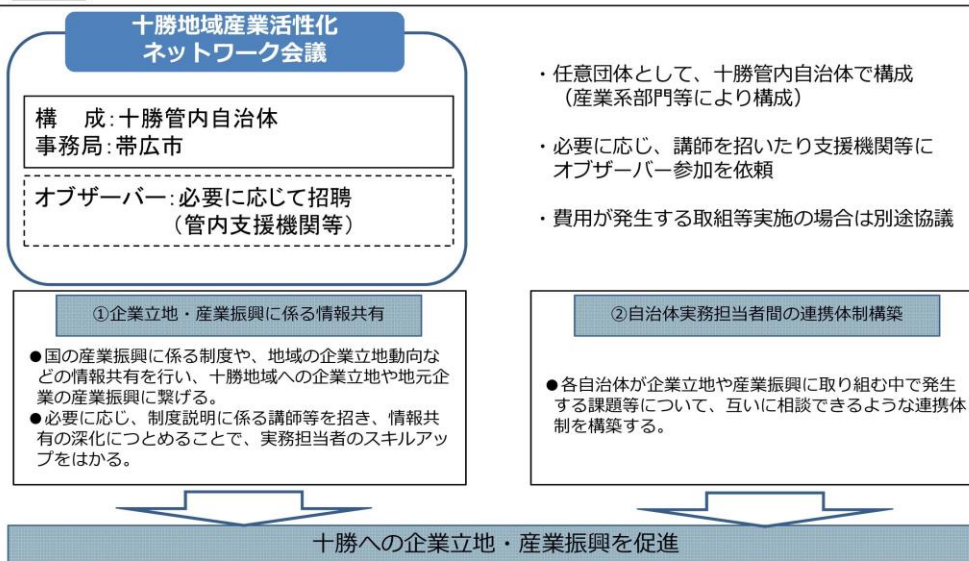 十勝地域産業活性化
ネットワーク会議
構　成:十勝管内自治体
事務局:帯広市
オブザーバー:必要に応じて招聘
（管内支援機関等）
・任意団体として、十勝管内自治体で構成
（産業系部門等により構成）
・必要に応じ、講師を招いたり支援機関等に
オブザーバー参加を依頼
・費用が発生する取組等実施の場合は別途協議
①企業立地・産業振興に係る情報共有
●国の産業振興に係る制度や、地域の企業立地動向な
どの情報共有を行い、十勝地域への企業立地や地元企
業の産業振興に繋げる。
●必要に応じ、制度説明に係る講師等を招き、情報共
有の深化につとめることで、実務担当者のスキルアッ
プをはかる。
②自治体実務担当者間の連携体制構築
●各自治体が企業立地や産業振興に取り組む中で発生
する課題等について、互いに相談できるような連携体
制を構築する。
十勝への企業立地・産業振興を促進